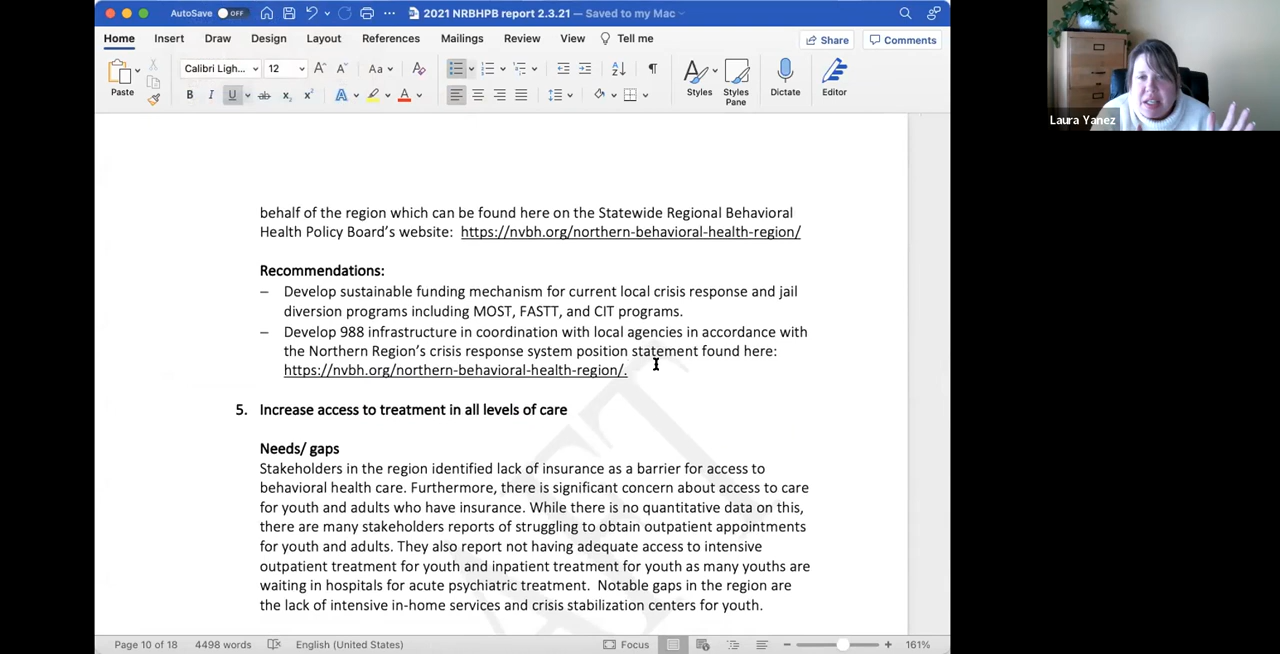 AutoSave OFF 2021 NRBHPB report 2.3.21 — Saved to my Mac
Home Insert Draw Design Layout References Mailings Review View Tell me Share Comments
Paste Calibri Ligh... 12 Aa Styles Styles Pane Dictate Editor
Laura Yanez
behalf of the region which can be found here on the Statewide Regional Behavioral
Health Policy Board's website: https://nvbh.org/northern-behavioral-health-region/
Recommendations:
– Develop sustainable funding mechanism for current local crisis response and jail
diversion programs including MOST, FASTT, and CIT programs.
– Develop 988 infrastructure in coordination with local agencies in accordance with
the Northern Region's crisis response system position statement found here:
https://nvbh.org/northern-behavioral-health-region/.
5. Increase access to treatment in all levels of care
Needs/ gaps
Stakeholders in the region identified lack of insurance as a barrier for access to
behavioral health care. Furthermore, there is significant concern about access to care
for youth and adults who have insurance. While there is no quantitative data on this,
there are many stakeholders reports of struggling to obtain outpatient appointments
for youth and adults. They also report not having adequate access to intensive
outpatient treatment for youth and inpatient treatment for youth as many youths are
waiting in hospitals for acute psychiatric treatment. Notable gaps in the region are
the lack of intensive in-home services and crisis stabilization centers for youth.
Page 10 of 18 4498 words English (United States) Focus 161%